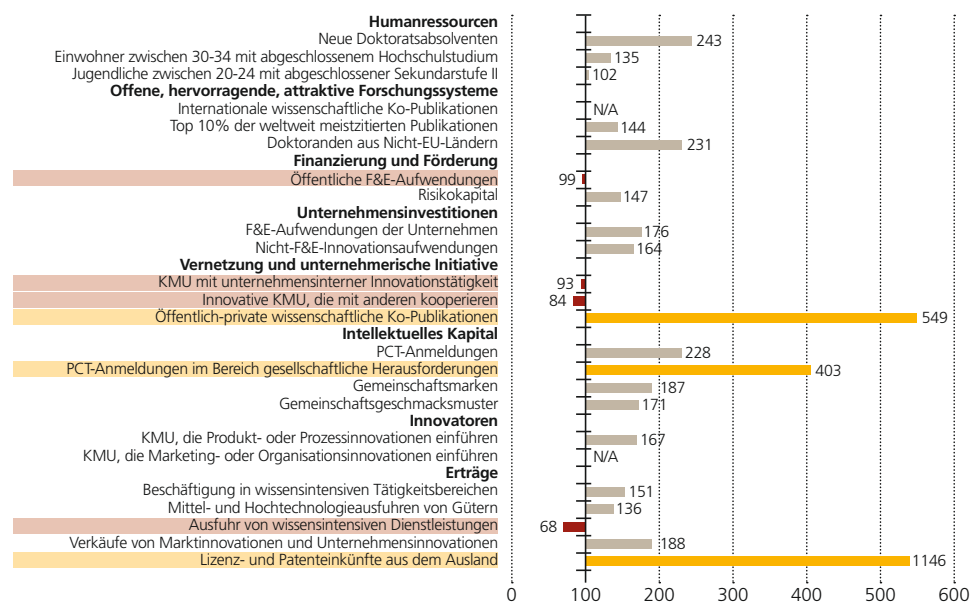 Humanressourcen
Neue Doktoratsabsolventen 243
Einwohner zwischen 30-34 mit abgeschlossenem Hochschulstudium 135
Jugendliche zwischen 20-24 mit abgeschlossener Sekundarstufe II 102
Offene, hervorragende, attraktive Forschungssysteme
Internationale wissenschaftliche Ko-Publikationen N/A
Top 10% der weltweit meistzitierten Publikationen 144
Doktoranden aus Nicht-EU-Ländern 231
Finanzierung und Förderung
Öffentliche F&E-Aufwendungen 99
Risikokapital 147
Unternehmensinvestitionen
F&E-Aufwendungen der Unternehmen 176
Nicht-F&E-Innovationsaufwendungen 164
Vernetzung und unternehmerische Initiative
KMU mit unternehmensinterner Innovationstätigkeit 93
Innovative KMU, die mit anderen kooperieren 84
Öffentlich-private wissenschaftliche Ko-Publikationen 549
Intellektuelles Kapital
PCT-Anmeldungen 228
PCT-Anmeldungen im Bereich gesellschaftliche Herausforderungen 403
Gemeinschaftsmarken 187
Gemeinschaftsgeschmacksmuster 171
Innovatoren
KMU, die Produkt- oder Prozessinnovationen einführen 167
KMU, die Marketing- oder Organisationsinnovationen einführen N/A
Erträge
Beschäftigung in wissensintensiven Tätigkeitsbereichen 151
Mittel- und Hochtechnologieausfuhren von Gütern 136
Ausfuhr von wissensintensiven Dienstleistungen 68
Verkäufe von Marktinnovationen und Unternehmensinnovationen 188
Lizenz- und Patenteinkünfte aus dem Ausland 1146
0 100 200 300 400 500 600